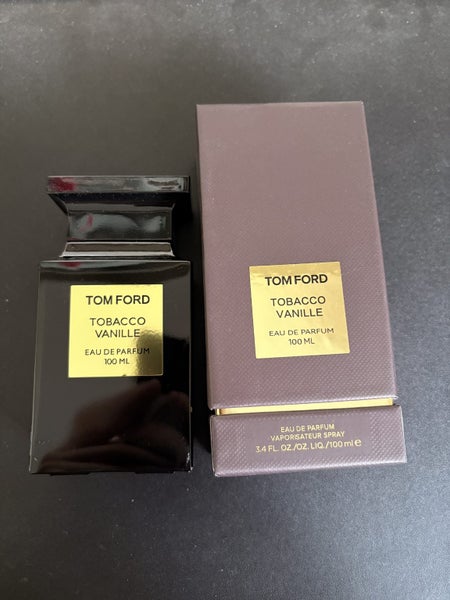 TOM FORD
TOBACCO
VANILLE
EAU DE PARFUM
100 ML
TOM FORD
TOBACCO
VANILLE
EAU DE PARFUM
100 ML
EAU DE PARFUM
VAPORISATEUR SPRAY
3.4 FL. OZ./OZ. LIQ./100 ml e